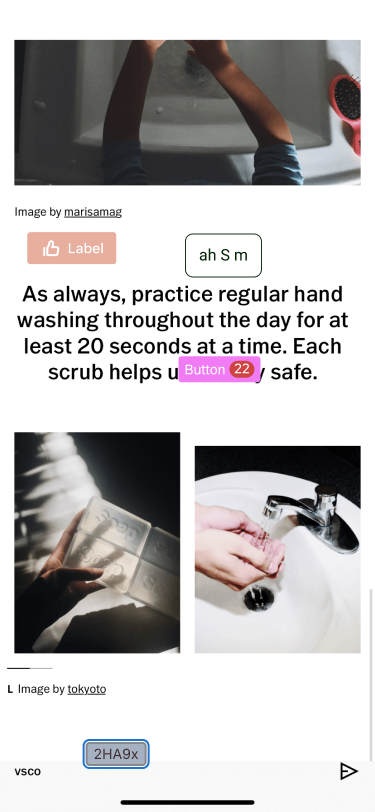 Image by marisamag
Label
ah S m
As always, practice regular hand
washing throughout the day for at
least 20 seconds at a time. Each
scrub helps u
Button 22
y safe.
Soap
L Image by tokyoto
2HA9x
VSCO